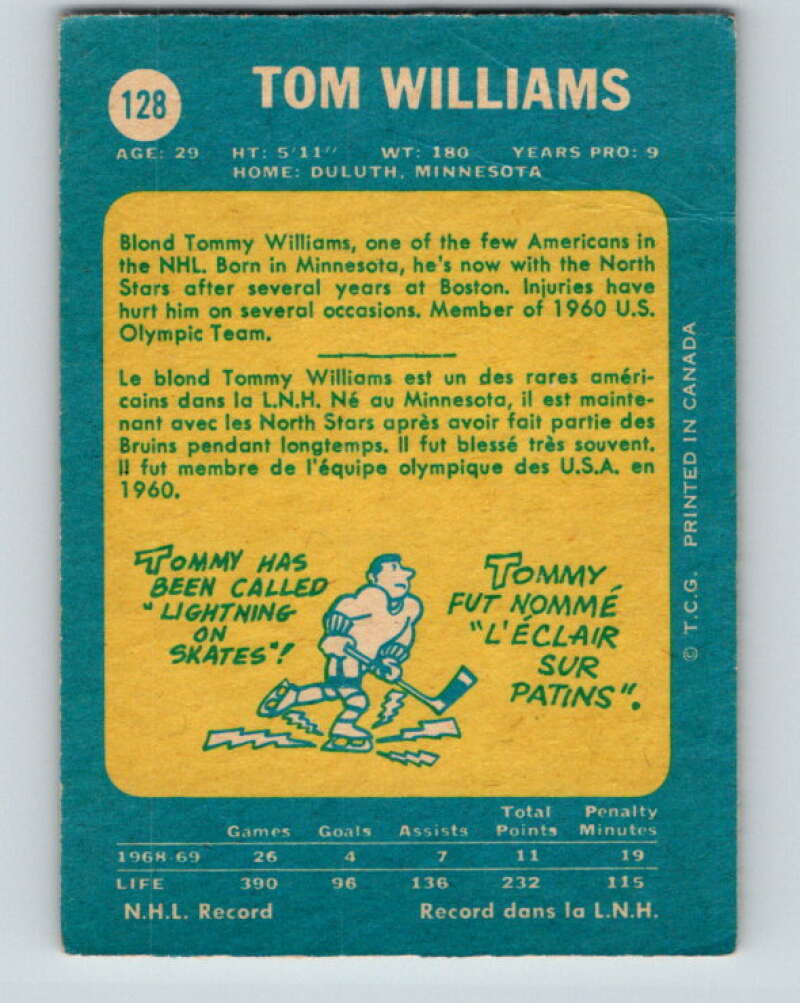 128
TOM WILLIAMS
AGE: 29 HT: 5'11" WT: 180 YEARS PRO: 9
HOME: DULUTH, MINNESOTA
Blond Tommy Williams, one of the few Americans in
the NHL. Born in Minnesota, he's now with the North
Stars after several years at Boston. Injuries have
hurt him on several occasions. Member of 1960 U.S.
Olympic Team.
Le blond Tommy Williams est un des rares améri-
cains dans la L.N.H. Né au Minnesota, il est mainte-
nant avec les North Stars après avoir fait partie des
Bruins pendant longtemps. Il fut blessé très souvent.
Il fut membre de l'équipe olympique des U.S.A. en
1960.
TOMMY HAS
BEEN CALLED
"LIGHTNING
ON
SKATES"!
TOMMY
FUT NOMMÉ
"L'ÉCLAIR
SUR
PATINS".
© T.C.G. PRINTED IN CANADA
Games Goals Assists Total Points Penalty Minutes
1968-69 26 4 7 11 19
LIFE 390 96 136 232 115
N.H.L. Record Record dans la L.N.H.